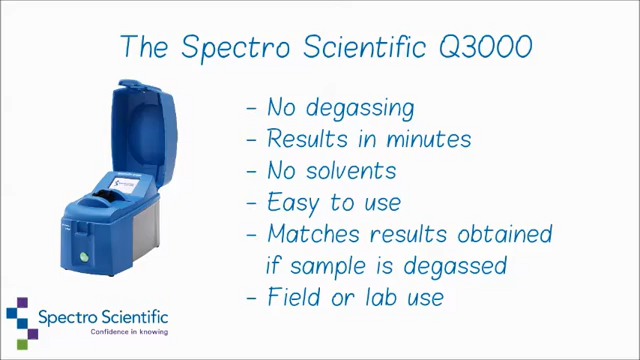 The Spectro Scientific Q3000
- No degassing
- Results in minutes
- No solvents
- Easy to use
- Matches results obtained
if sample is degassed
- Field or lab use
Spectro Scientific
Confidence in knowing